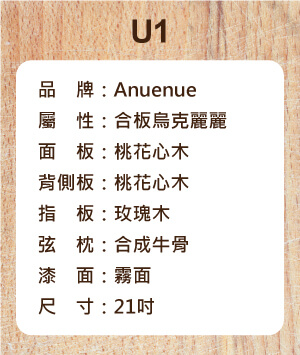 U1
品　牌：Anuenue
屬　性：合板烏克麗麗
面　板：桃花心木
背側板：桃花心木
指　板：玫瑰木
弦　枕：合成牛骨
漆　面：霧面
尺　寸：21吋